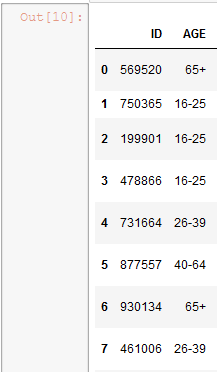 Out[10]:
ID AGE
0 569520 65+
1 750365 16-25
2 199901 16-25
3 478866 16-25
4 731664 26-39
5 877557 40-64
6 930134 65+
7 461006 26-39